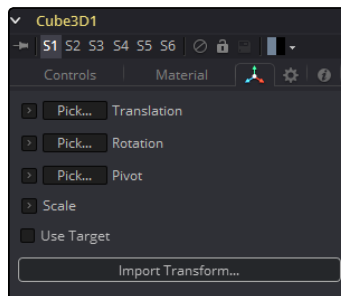 Cube3D1
S1 S2 S3 S4 S5 S6
Controls Material
Pick... Translation
Pick... Rotation
Pick... Pivot
Scale
Use Target
Import Transform...